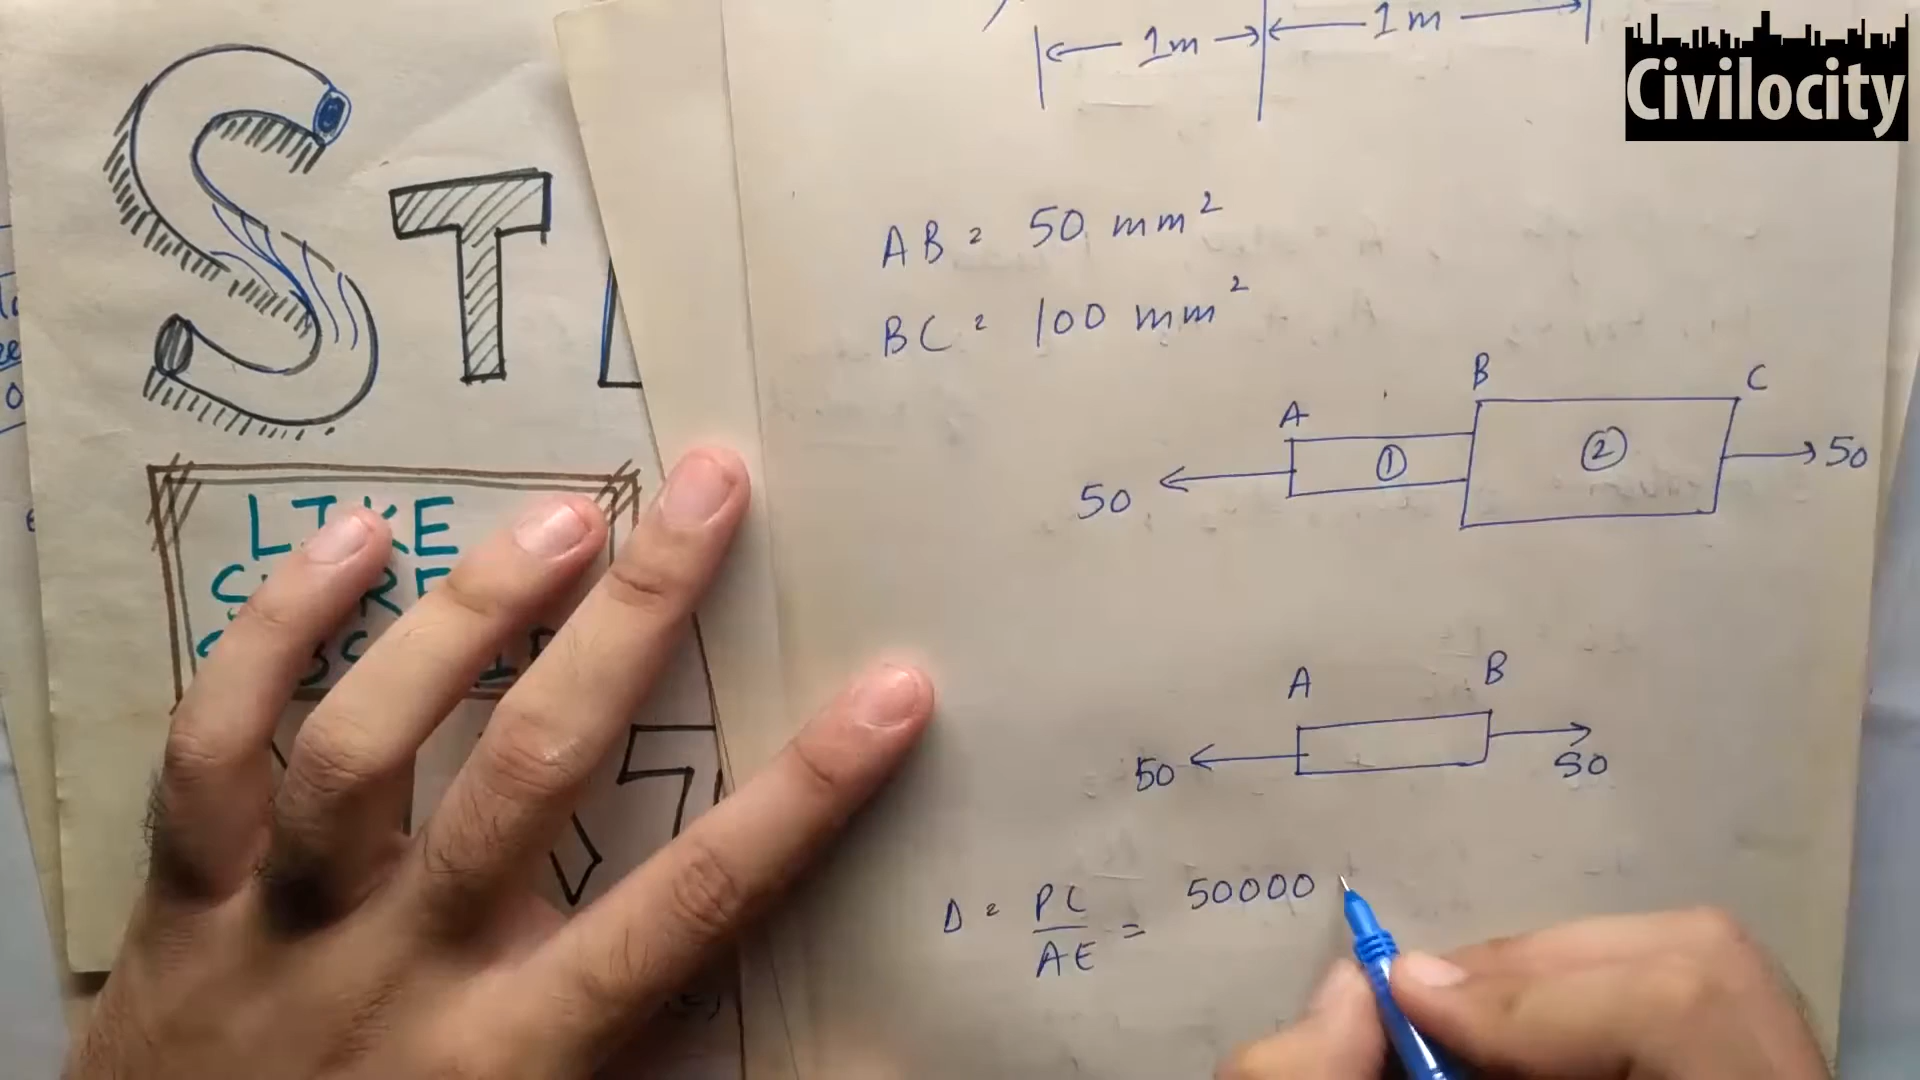 1m 1m
Civilocity
ST
AB = 50 mm²
BC = 100 mm²
B C
A
1 2
50 50
LIKE
A B
50 50
D = PL/AE = 50000